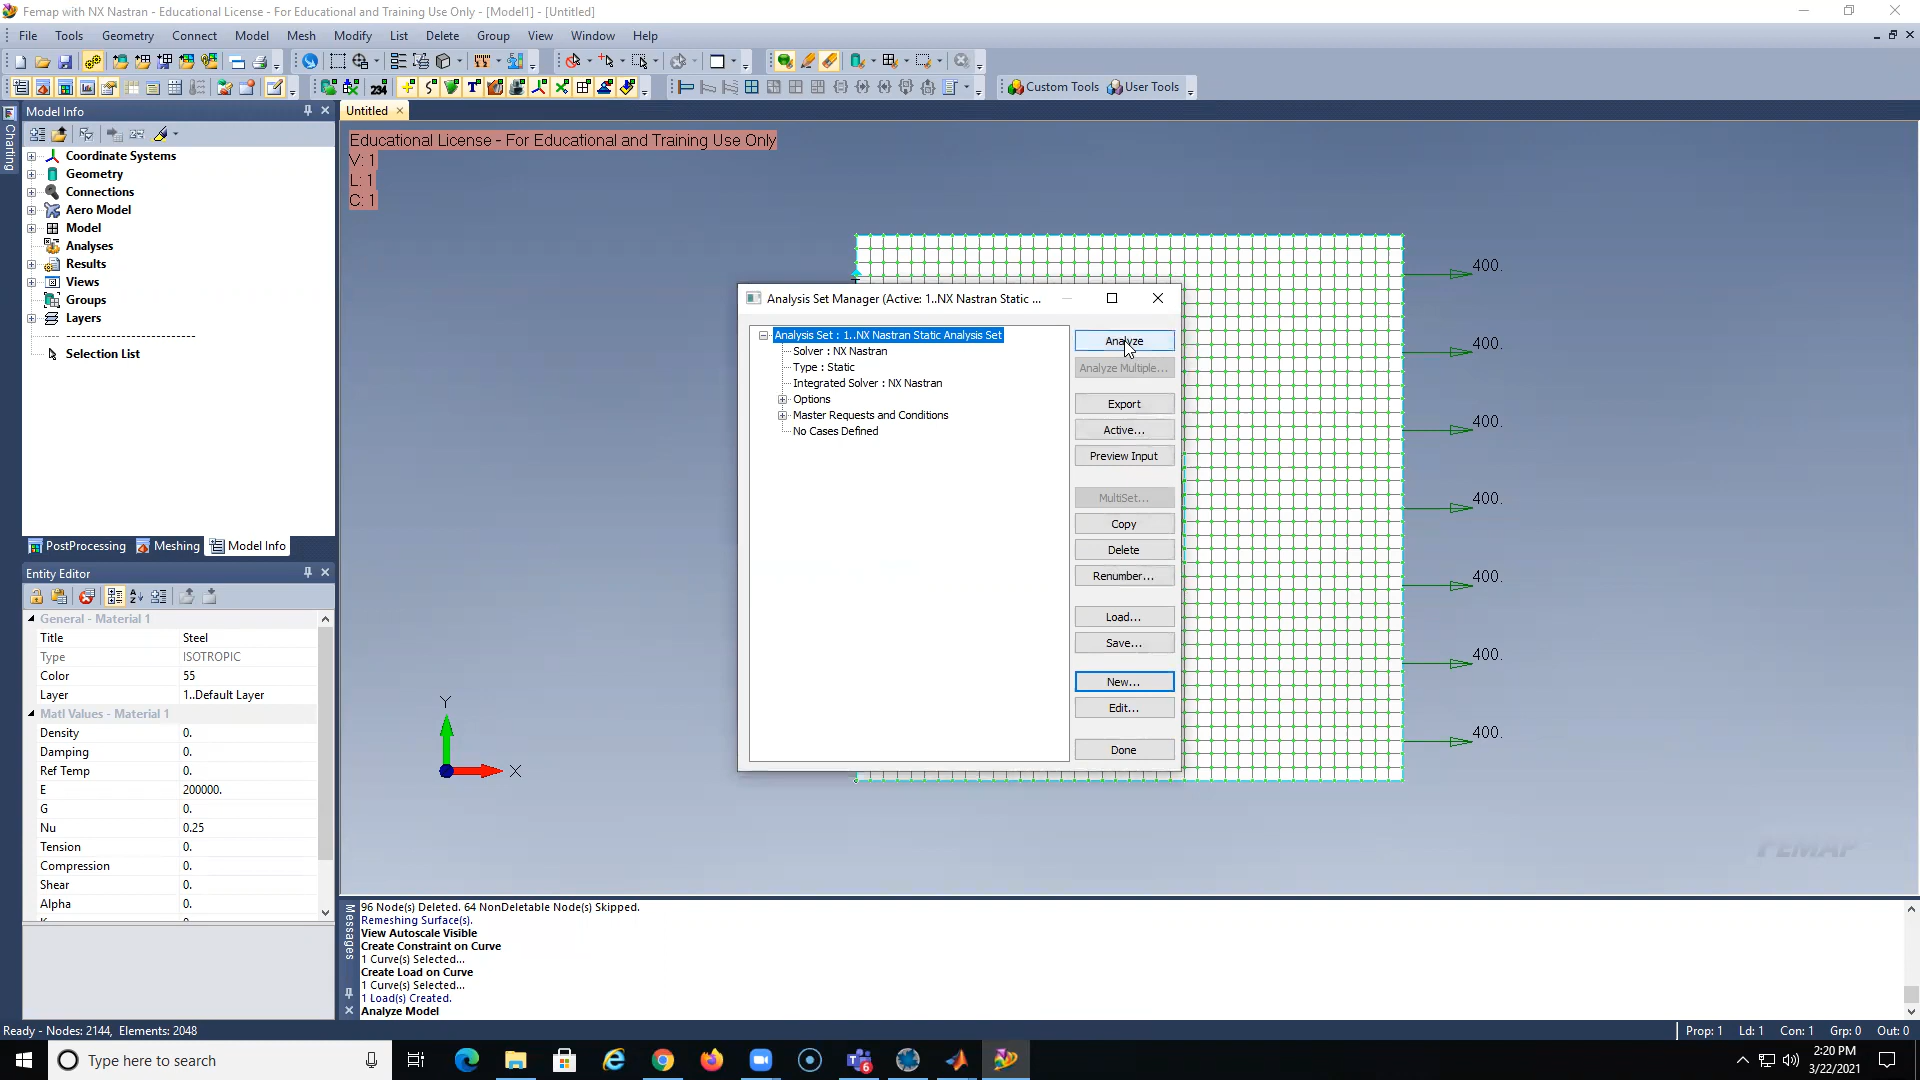 Femap with NX Nastran - Educational License - For Educational and Training Use Only - [Model1] - [Untitled]
File Tools Geometry Connect Model Mesh Modify List Delete Group View Window Help
234
Custom Tools User Tools
Charting
Model Info
Untitled
Educational License - For Educational and Training Use Only
V: 1
L: 1
C: 1
Coordinate Systems
Geometry
Connections
Aero Model
Model
Analyses
Results
Views
Groups
Layers
Selection List
PostProcessing Meshing Model Info
Entity Editor
General - Material 1
Title Steel
Type ISOTROPIC
Color 55
Layer 1..Default Layer
Matl Values - Material 1
Density 0.
Damping 0.
Ref Temp 0.
E 200000.
G 0.
Nu 0.25
Tension 0.
Compression 0.
Shear 0.
Alpha 0.
Analysis Set Manager (Active: 1..NX Nastran Static ...
Analysis Set : 1..NX Nastran Static Analysis Set
Solver : NX Nastran
Type : Static
Integrated Solver : NX Nastran
Options
Master Requests and Conditions
No Cases Defined
Analyze
Analyze Multiple...
Export
Active...
Preview Input
MultiSet...
Copy
Delete
Renumber...
Load...
Save...
New...
Edit...
Done
400.
400.
400.
400.
400.
400.
400.
Y
X
FEMAP
Messages
96 Node(s) Deleted. 64 NonDeletable Node(s) Skipped.
Remeshing Surface(s).
View Autoscale Visible
Create Constraint on Curve
1 Curve(s) Selected...
Create Load on Curve
1 Curve(s) Selected...
1 Load(s) Created.
Analyze Model
Ready - Nodes: 2144, Elements: 2048
Prop: 1 Ld: 1 Con: 1 Grp: 0 Out: 0
Type here to search
6
2:20 PM
3/22/2021